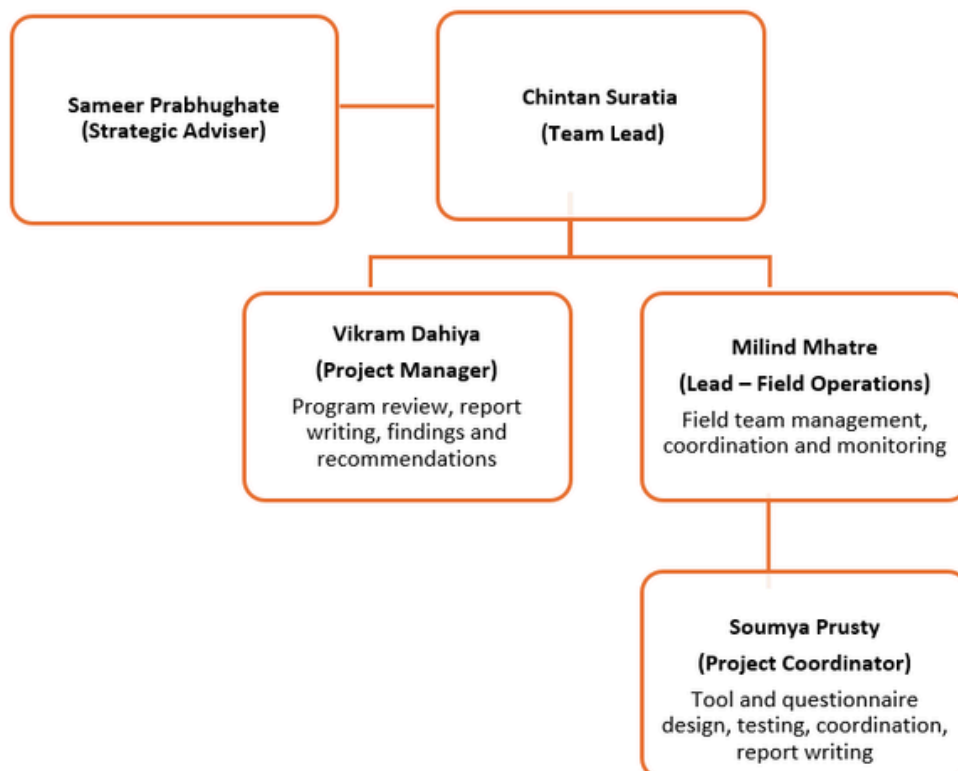 Sameer Prabhughate
(Strategic Adviser)
Chintan Suratia
(Team Lead)
Vikram Dahiya
(Project Manager)
Program review, report
writing, findings and
recommendations
Milind Mhatre
(Lead – Field Operations)
Field team management,
coordination and monitoring
Soumya Prusty
(Project Coordinator)
Tool and questionnaire
design, testing, coordination,
report writing